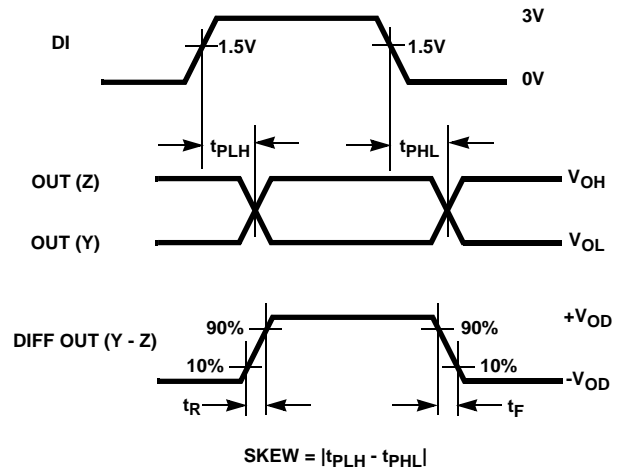 3V
DI
1.5V
1.5V
0V
tPLH
tPHL
OUT (Z)
VOH
OUT (Y)
VOL
+VOD
DIFF OUT (Y - Z)
90%
90%
10%
10%
-VOD
tR
tF
SKEW = |tPLH - tPHL|